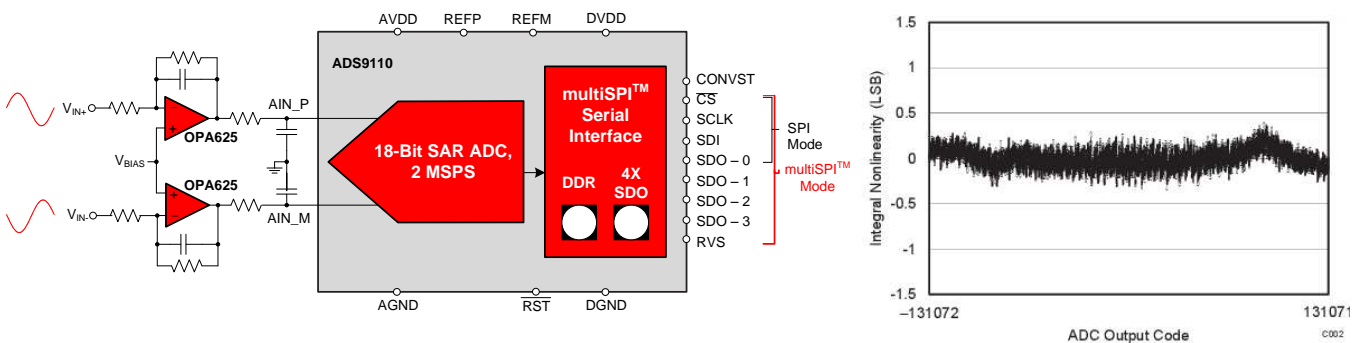 AVDD
REFP
REFM
DVDD
ADS9110
VIN+
OPA625
VBIAS
OPA625
VIN-
AIN_P
AIN_M
18-Bit SAR ADC,
2 MSPS
multiSPI™
Serial
Interface
DDR
4X
SDO
CONVST
CS
SCLK
SDI
SDO – 0
SDO – 1
SDO – 2
SDO – 3
RVS
SPI
Mode
multiSPI™
Mode
AGND
RST
DGND
Integral Nonlinearity (LSB)
1.5
1
0.5
0
-0.5
-1
-1.5
–131072
131071
ADC Output Code
C002